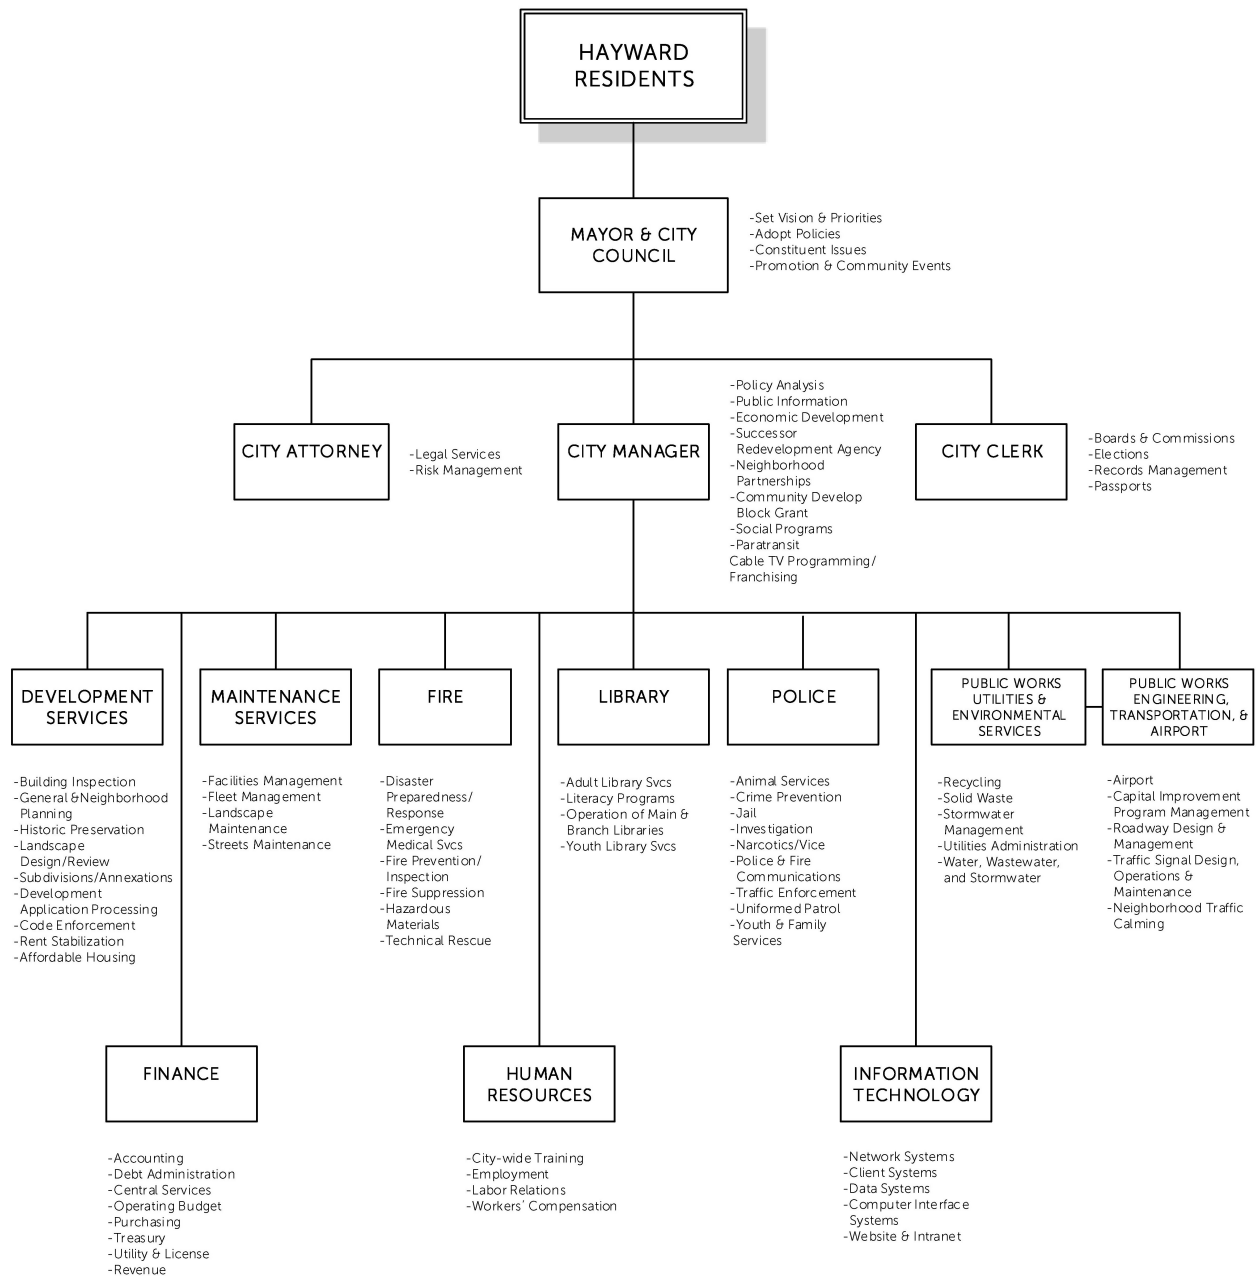 HAYWARD
RESIDENTS
MAYOR & CITY
COUNCIL
-Set Vision & Priorities
-Adopt Policies
-Constituent Issues
-Promotion & Community Events
CITY ATTORNEY
-Legal Services
-Risk Management
CITY MANAGER
-Policy Analysis
-Public Information
-Economic Development
-Successor
Redevelopment Agency
-Neighborhood
Partnerships
-Community Develop
Block Grant
-Social Programs
-Paratransit
Cable TV Programming/
Franchising
CITY CLERK
-Boards & Commissions
-Elections
-Records Management
-Passports
DEVELOPMENT
SERVICES
-Building Inspection
-General &Neighborhood
Planning
-Historic Preservation
-Landscape
Design/Review
-Subdivisions/Annexations
-Development
Application Processing
-Code Enforcement
-Rent Stabilization
-Affordable Housing
MAINTENANCE
SERVICES
-Facilities Management
-Fleet Management
-Landscape
Maintenance
-Streets Maintenance
FIRE
-Disaster
Preparedness/
Response
-Emergency
Medical Svcs
-Fire Prevention/
Inspection
-Fire Suppression
-Hazardous
Materials
-Technical Rescue
LIBRARY
-Adult Library Svcs
-Literacy Programs
-Operation of Main &
Branch Libraries
-Youth Library Svcs
POLICE
-Animal Services
-Crime Prevention
-Jail
-Investigation
-Narcotics/Vice
-Police & Fire
Communications
-Traffic Enforcement
-Uniformed Patrol
-Youth & Family
Services
PUBLIC WORKS
UTILITIES &
ENVIRONMENTAL
SERVICES
-Recycling
-Solid Waste
-Stormwater
Management
-Utilities Administration
-Water, Wastewater,
and Stormwater
PUBLIC WORKS
ENGINEERING,
TRANSPORTATION, &
AIRPORT
-Airport
-Capital Improvement
Program Management
-Roadway Design &
Management
-Traffic Signal Design,
Operations &
Maintenance
-Neighborhood Traffic
Calming
FINANCE
-Accounting
-Debt Administration
-Central Services
-Operating Budget
-Purchasing
-Treasury
-Utility & License
-Revenue
HUMAN
RESOURCES
-City-wide Training
-Employment
-Labor Relations
-Workers' Compensation
INFORMATION
TECHNOLOGY
-Network Systems
-Client Systems
-Data Systems
-Computer Interface
Systems
-Website & Intranet